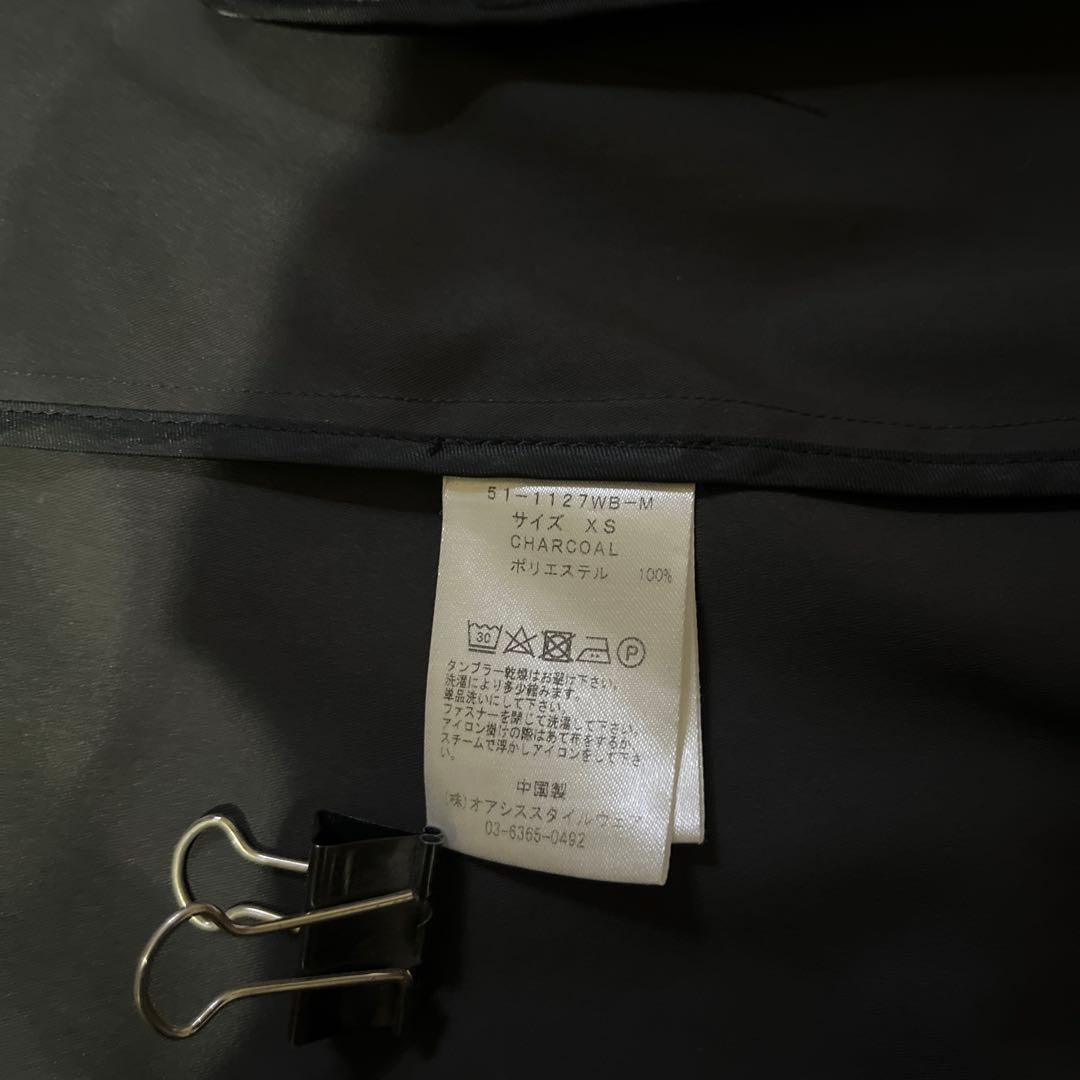 51-1127WB-M
サイズ XS
CHARCOAL
ポリエステル 100%
30 P
タンブラー乾燥はお避け下さい。
洗濯により多少縮みます。
単品洗いにして下さい。
ファスナーを閉じて洗濯して下さい。
アイロン掛けの際はあて布をするか、
スチームで浮かしアイロンをして下さ
い。
中国製
(株)オアシススタイルウェア
03-6365-0492